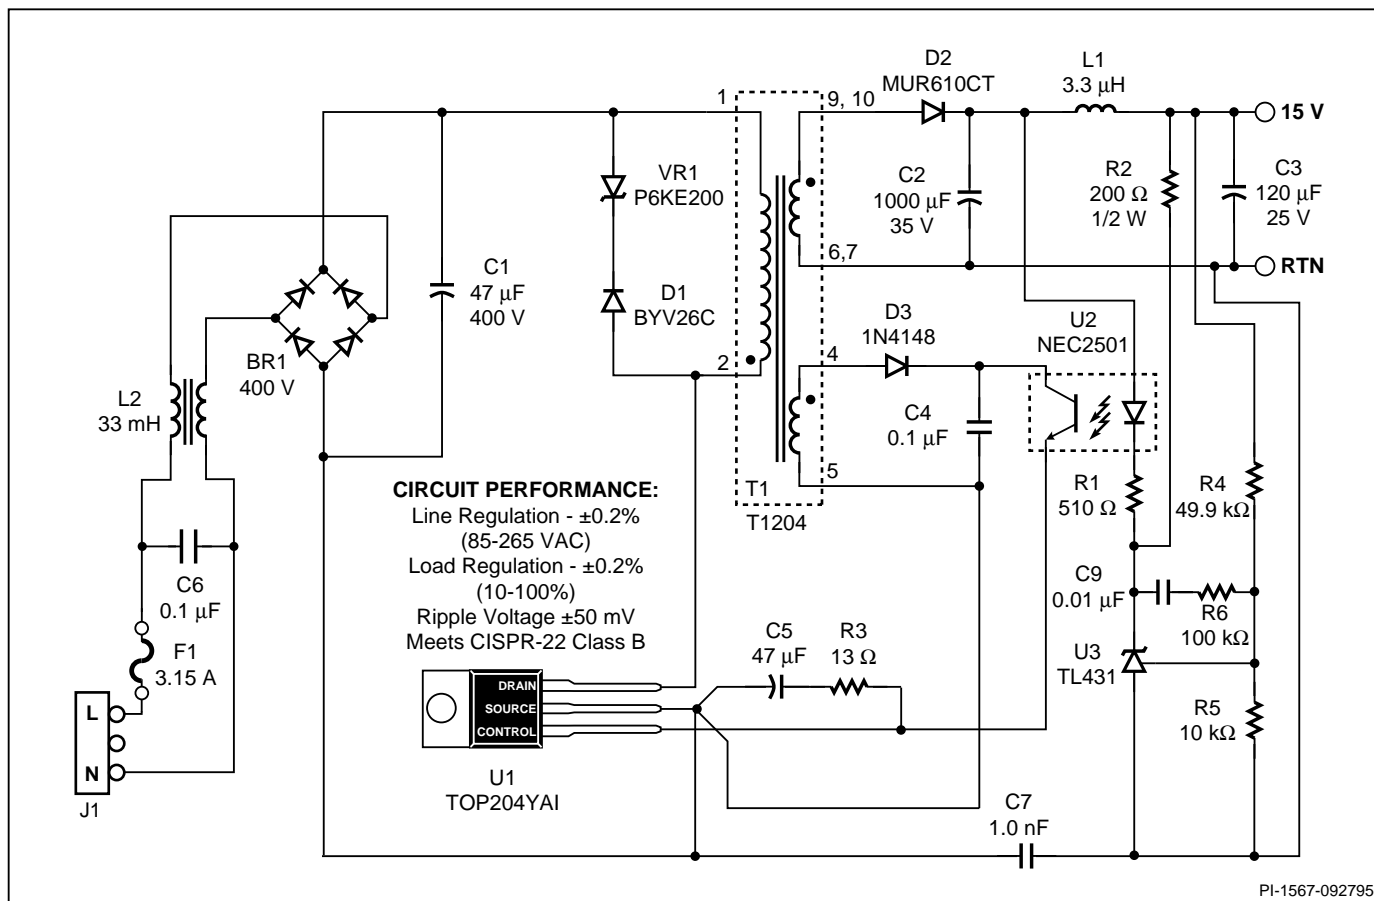 D2
MUR610CT
L1
3.3 µH
1
9, 10
15 V
VR1
P6KE200
C2
1000 µF
35 V
R2
200 Ω
1/2 W
C3
120 µF
25 V
6,7
RTN
C1
47 µF
400 V
D1
BYV26C
D3
1N4148
U2
NEC2501
BR1
400 V
2
4
L2
33 mH
C4
0.1 µF
5
T1
T1204
R1
510 Ω
R4
49.9 kΩ
CIRCUIT PERFORMANCE:
Line Regulation - ±0.2%
(85-265 VAC)
Load Regulation - ±0.2%
(10-100%)
Ripple Voltage ±50 mV
Meets CISPR-22 Class B
C6
0.1 µF
C9
0.01 µF
R6
100 kΩ
F1
3.15 A
C5
47 µF
R3
13 Ω
U3
TL431
DRAIN
SOURCE
CONTROL
R5
10 kΩ
L
N
J1
U1
TOP204YAI
C7
1.0 nF
PI-1567-092795